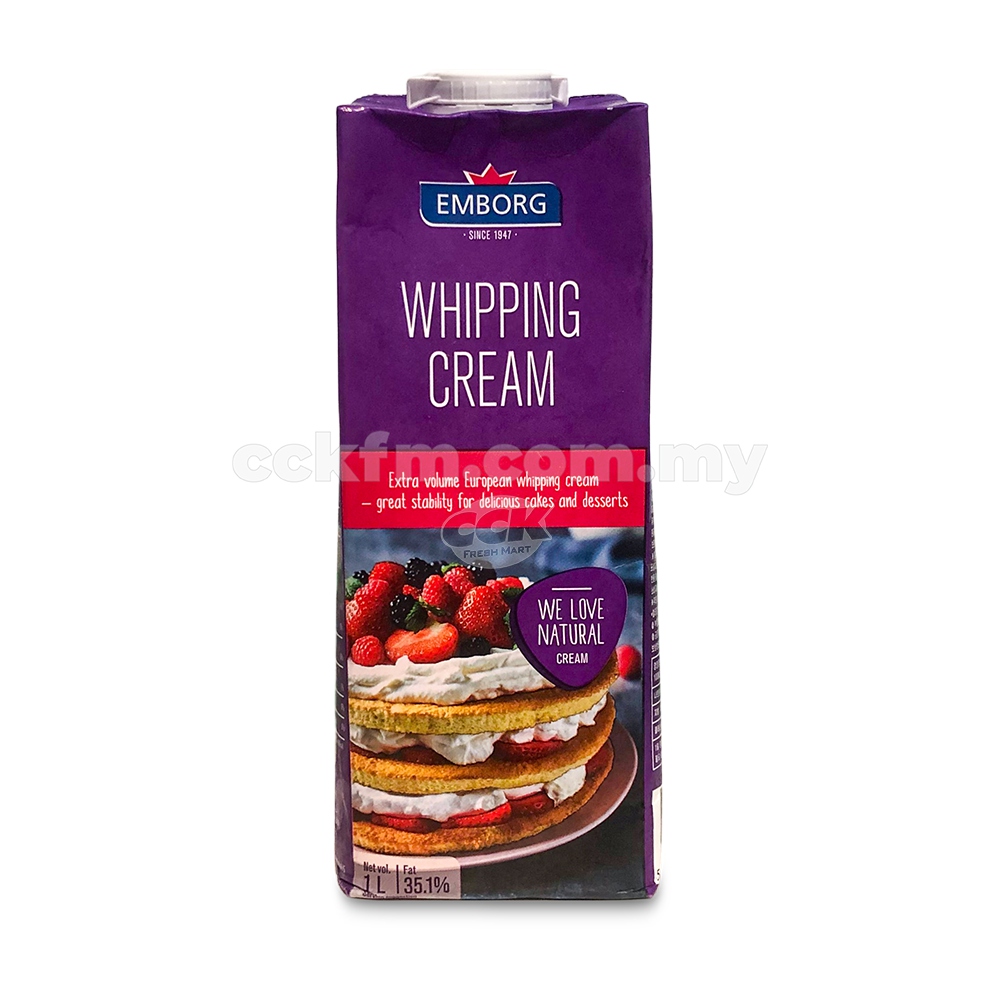 EMBORG
· SINCE 1947 ·
WHIPPING
CREAM
cckfm.com.my
Extra volume European whipping cream
– great stability for delicious cakes and desserts
CCK
FRESH MART
WE LOVE
NATURAL
CREAM
Net vol.
1 L
Fat
35.1%